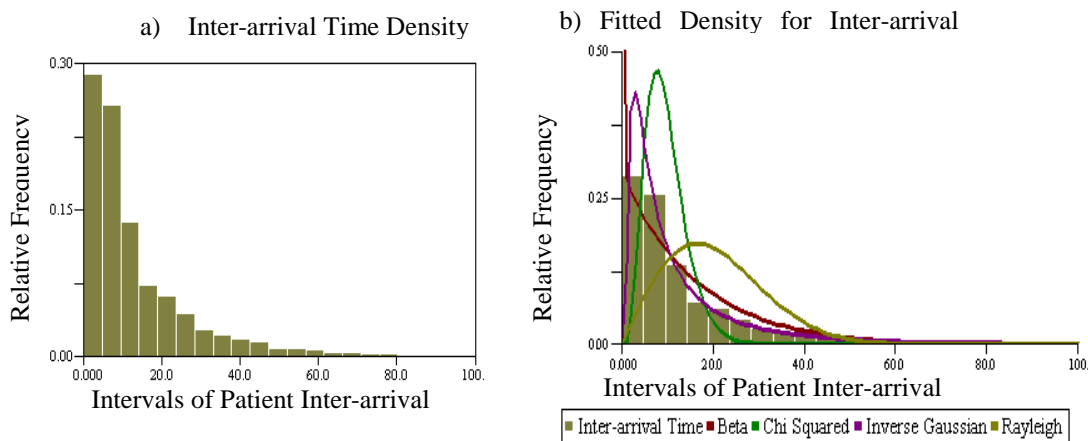 a) Inter-arrival Time Density
0.30
0.15
0.00
Relative Frequency
0.000 20.0 40.0 60.0 80.0 100.
Intervals of Patient Inter-arrival
b) Fitted Density for Inter-arrival
0.50
0.25
0.00
Relative Frequency
0.000 20.0 40.0 60.0 80.0 100.
Intervals of Patient Inter-arrival
Inter-arrival Time Beta Chi Squared Inverse Gaussian Rayleigh